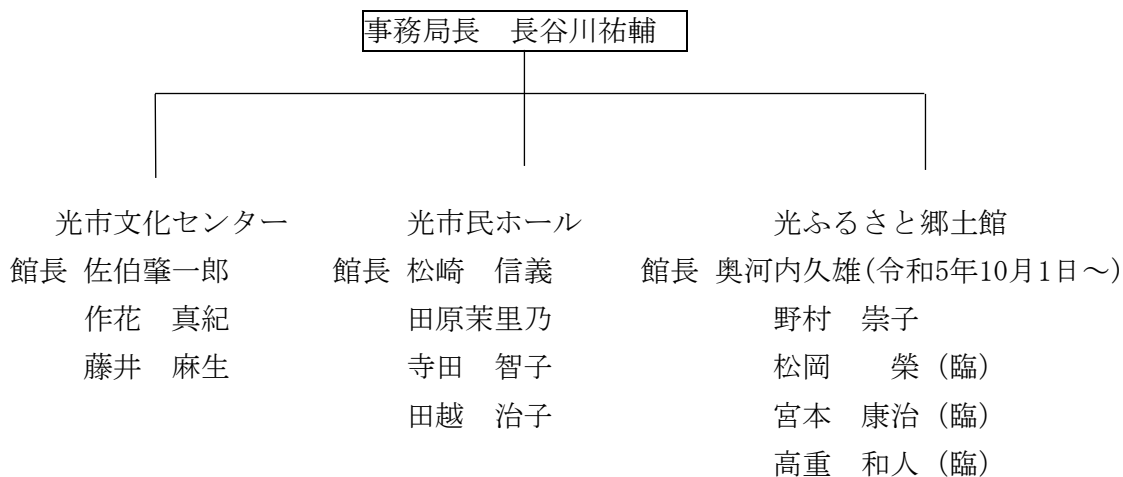 事務局長　長谷川祐輔
光市文化センター　光市民ホール　光ふるさと郷土館
館長 佐伯肇一郎　館長 松崎　信義　館長 奥河内久雄(令和5年10月1日～)
作花　真紀　田原茉里乃　野村　崇子
藤井　麻生　寺田　智子　松岡　　榮（臨）
田越　治子　宮本　康治（臨）
高重　和人（臨）